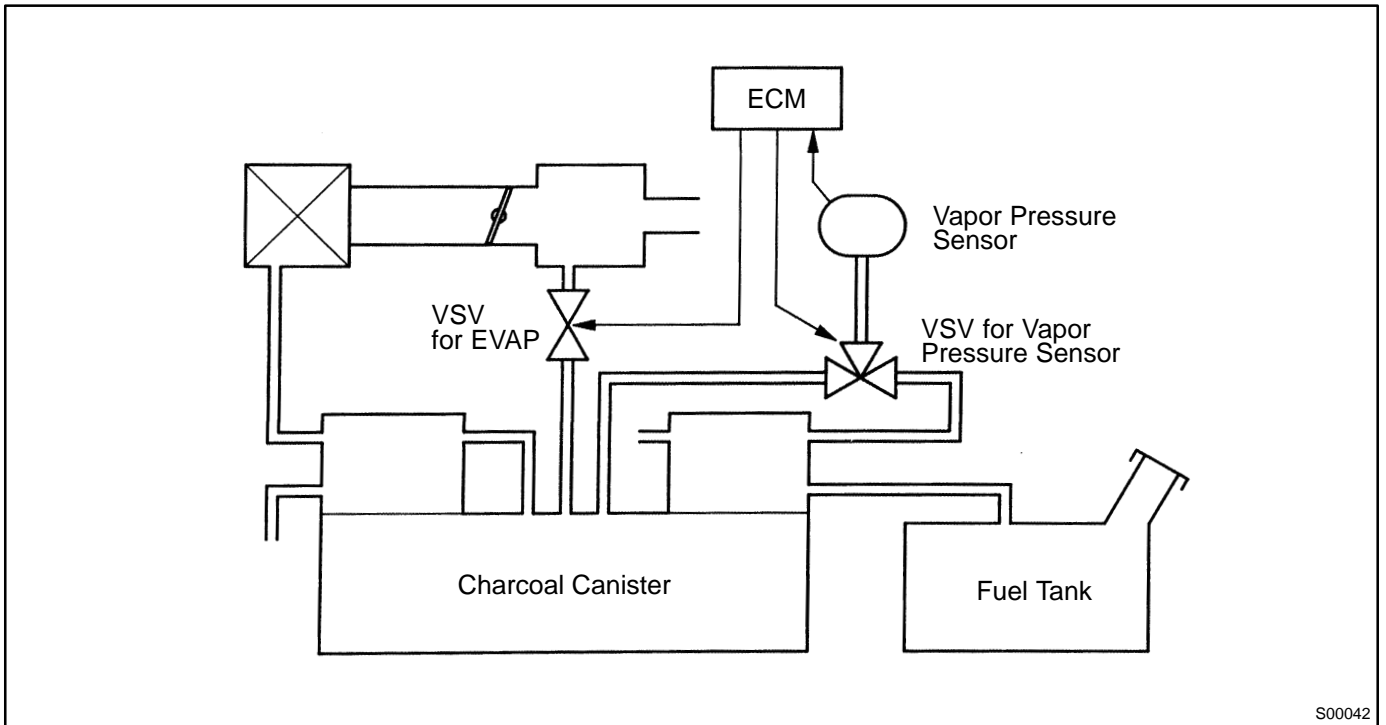 ECM
Vapor Pressure
Sensor
VSV
for EVAP
VSV for Vapor
Pressure Sensor
Charcoal Canister
Fuel Tank
S00042